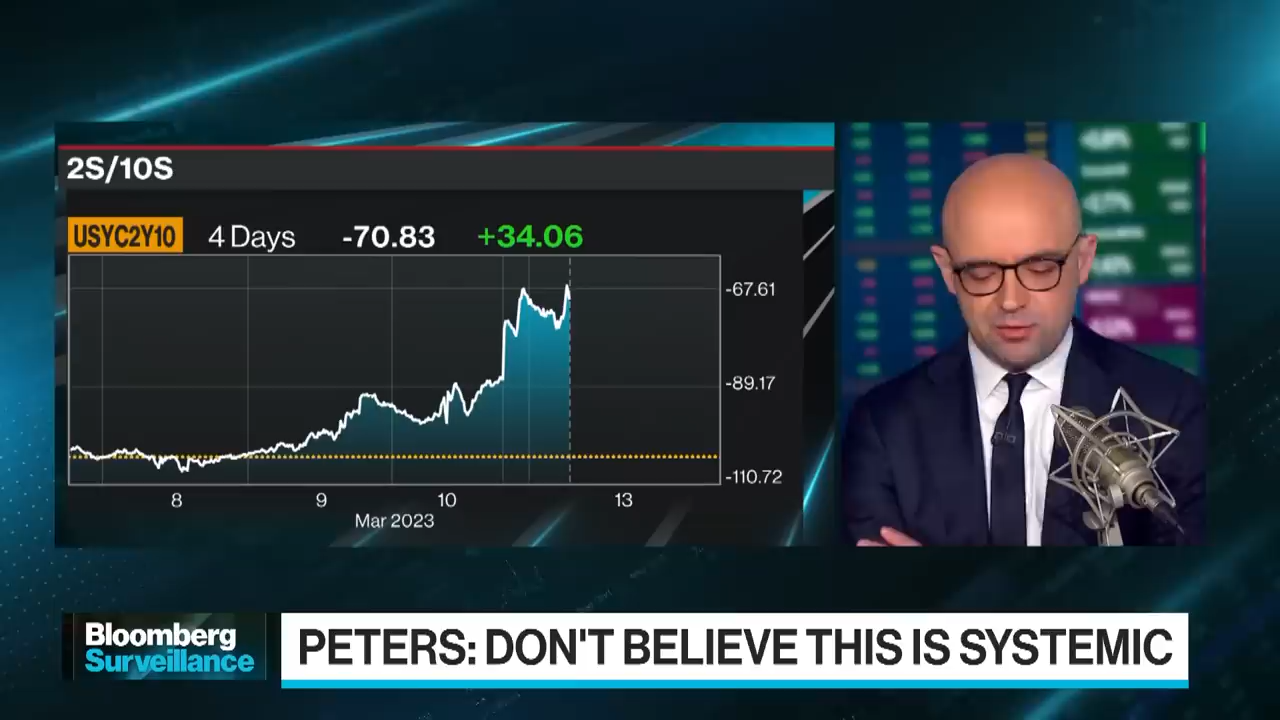 2S/10S
USYC2Y10 4 Days -70.83 +34.06
-67.61
-89.17
-110.72
8 9 10 13
Mar 2023
Bloomberg
Surveillance
PETERS: DON'T BELIEVE THIS IS SYSTEMIC